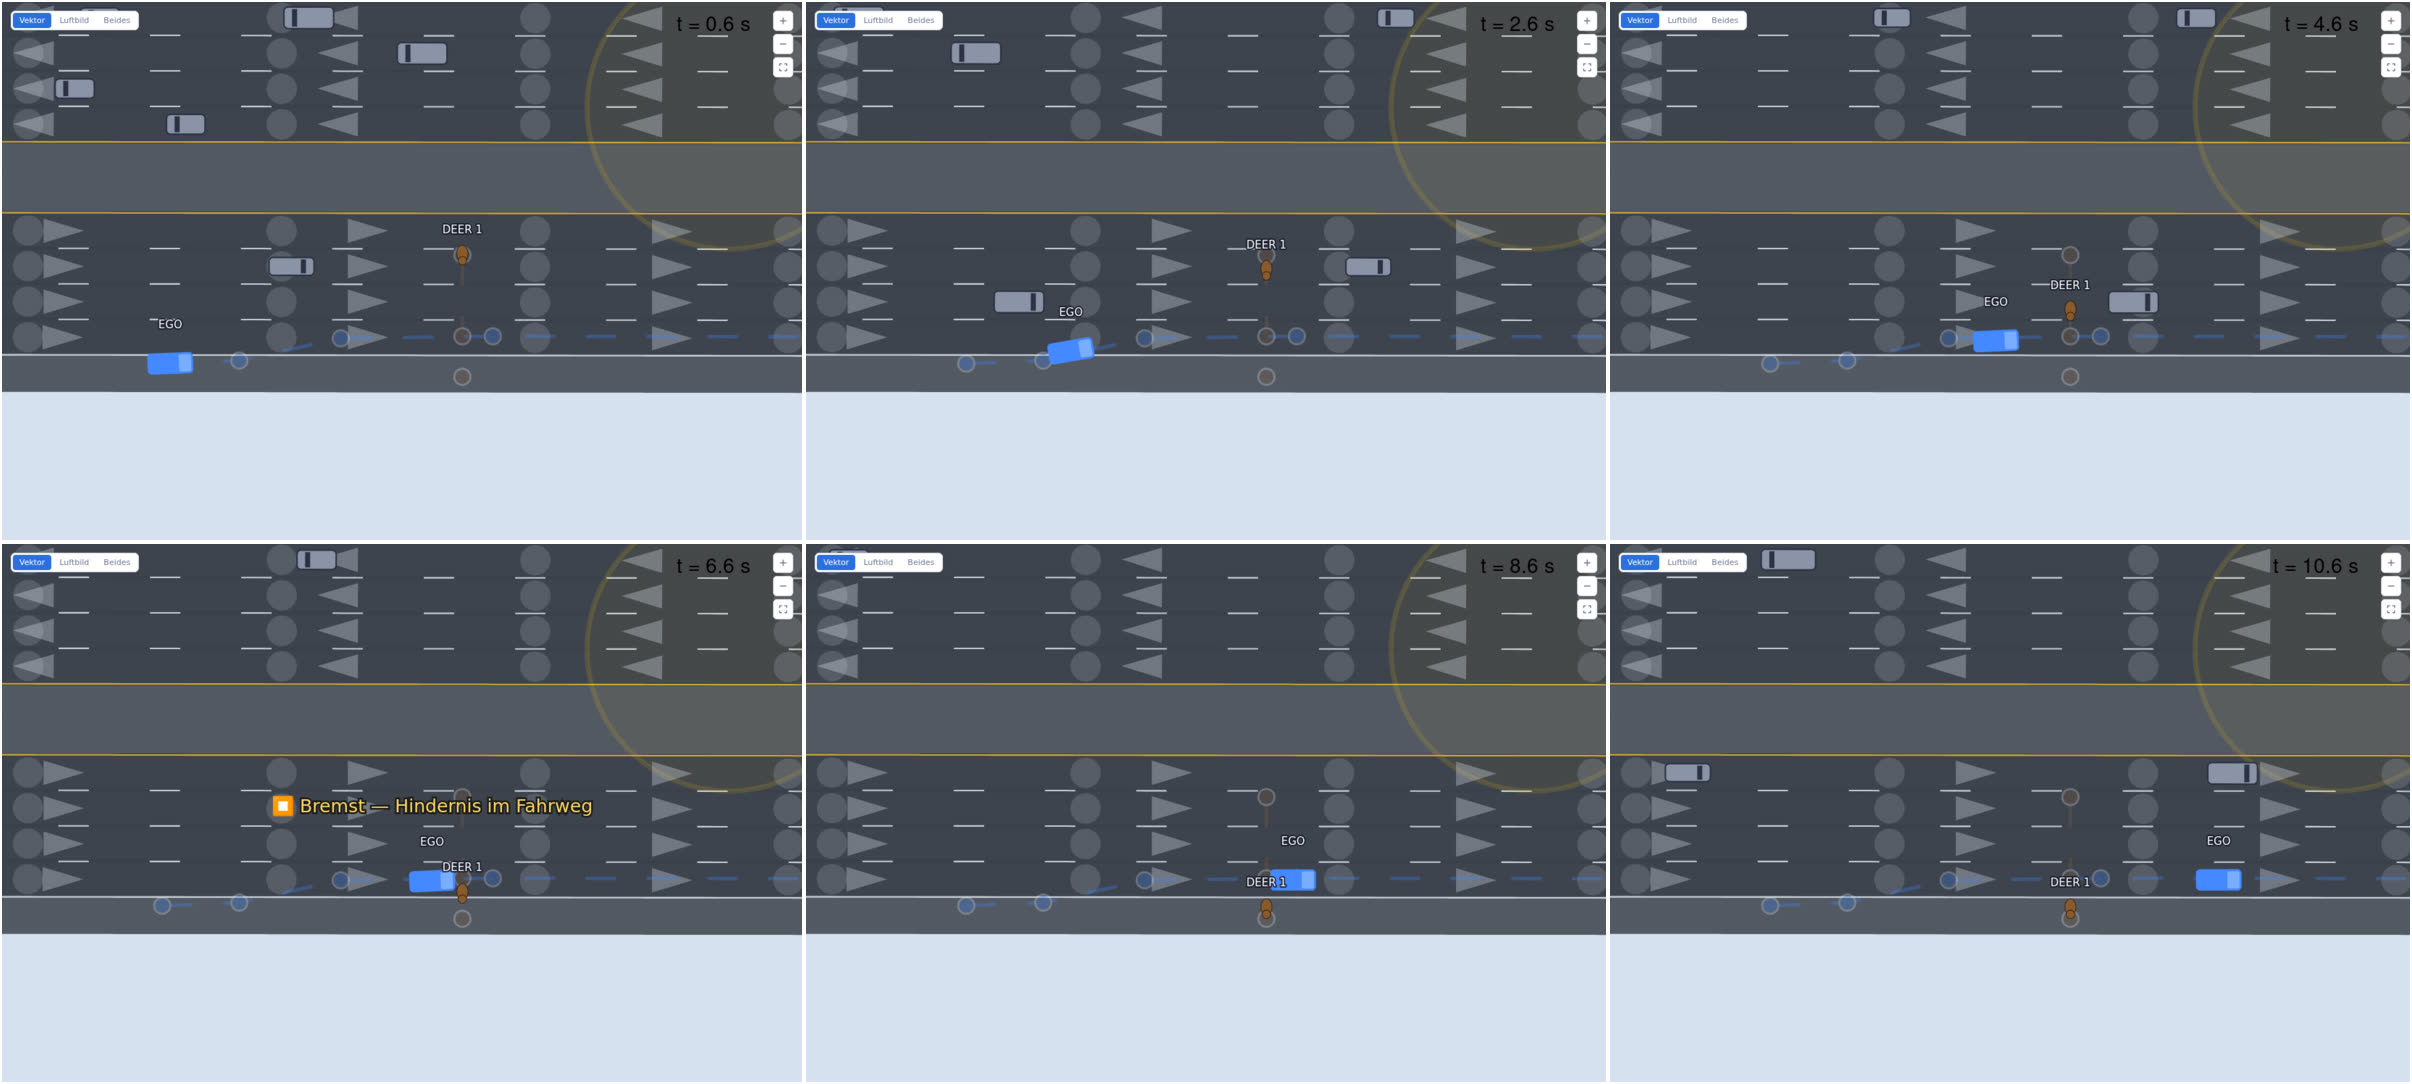 Vektor Luftbild Beides
t = 0.6 s
+
−
DEER 1
EGO
Vektor Luftbild Beides
t = 2.6 s
+
−
DEER 1
EGO
Vektor Luftbild Beides
t = 4.6 s
+
−
DEER 1
EGO
Vektor Luftbild Beides
t = 6.6 s
+
−
Bremst — Hindernis im Fahrweg
EGO
DEER 1
Vektor Luftbild Beides
t = 8.6 s
+
−
EGO
DEER 1
Vektor Luftbild Beides
t = 10.6 s
+
−
EGO
DEER 1